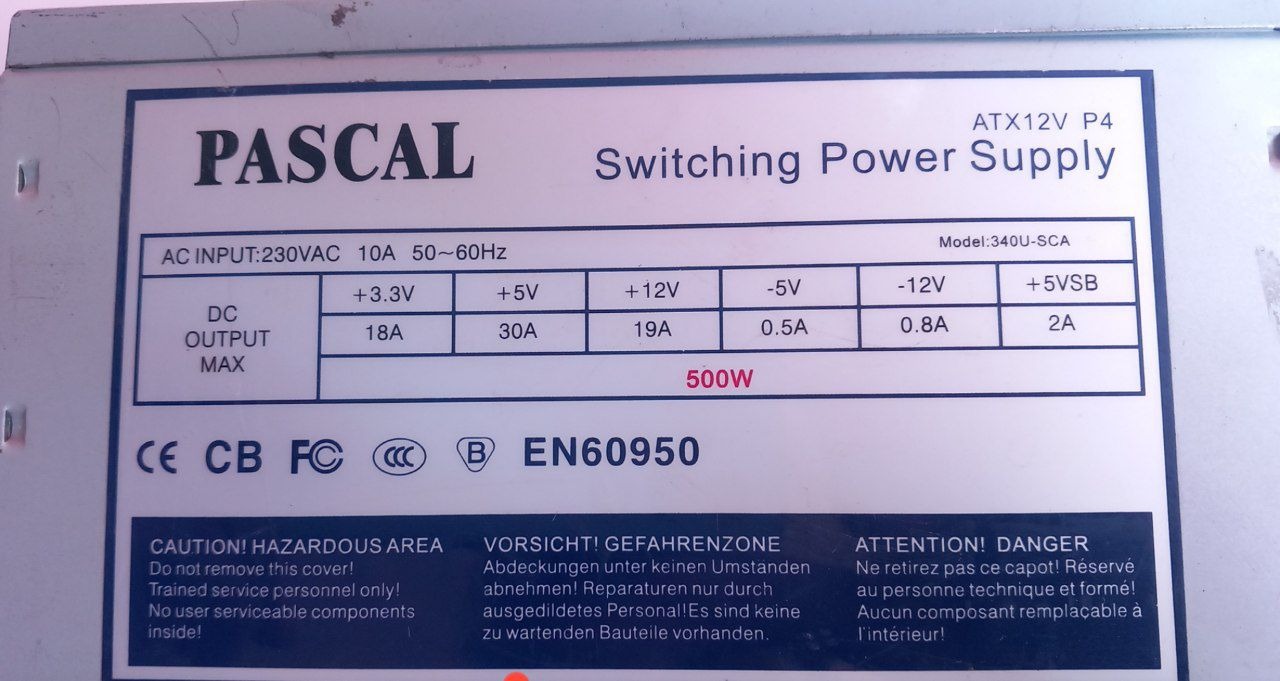 PASCAL
ATX12V P4
Switching Power Supply
AC INPUT:230VAC 10A 50~60Hz
Model:340U-SCA
DC OUTPUT MAX
+3.3V +5V +12V -5V -12V +5VSB
18A 30A 19A 0.5A 0.8A 2A
500W
CE CB FC CCC B EN60950
CAUTION! HAZARDOUS AREA
Do not remove this cover!
Trained service personnel only!
No user serviceable components
inside!
VORSICHT! GEFAHRENZONE
Abdeckungen unter keinen Umstanden
abnehmen! Reparaturen nur durch
ausgedildetes Personal!Es sind keine
zu wartenden Bauteile vorhanden.
ATTENTION! DANGER
Ne retirez pas ce capot! Réservé
au personne technique et formé!
Aucun composant remplaçable à
l'intérieur!